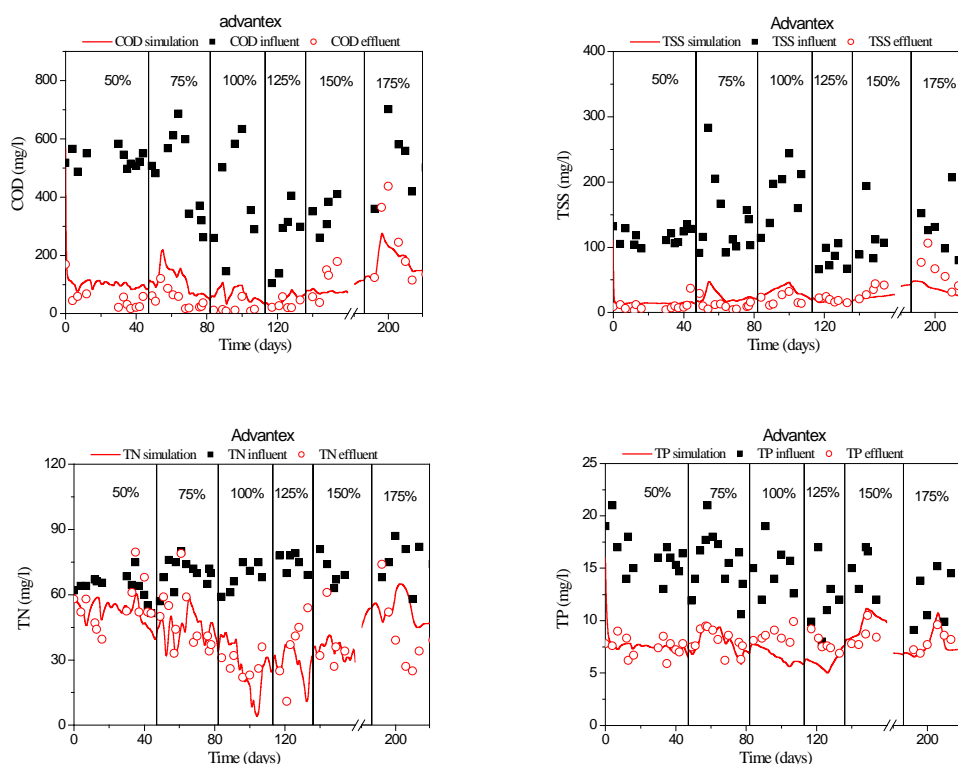 advantex
COD simulation COD influent COD effluent
900
50% 75% 100% 125% 150% 175%
600
COD (mg/l)
300
0
0 40 80 120 200
Time (days)
Advantex
TSS simulation TSS influent TSS effluent
400
50% 75% 100% 125% 150% 175%
300
TSS (mg/l)
200
100
0
0 40 80 120 200
Time (days)
Advantex
TN simulation TN influent TN effluent
120
50% 75% 100% 125% 150% 175%
90
TN (mg/l)
60
30
0
0 40 80 120 200
Time (days)
Advantex
TP simulation TP influent TP effluent
25
50% 75% 100% 125% 150% 175%
20
TP (mg/l)
15
10
5
0
0 40 80 120 200
Time (days)